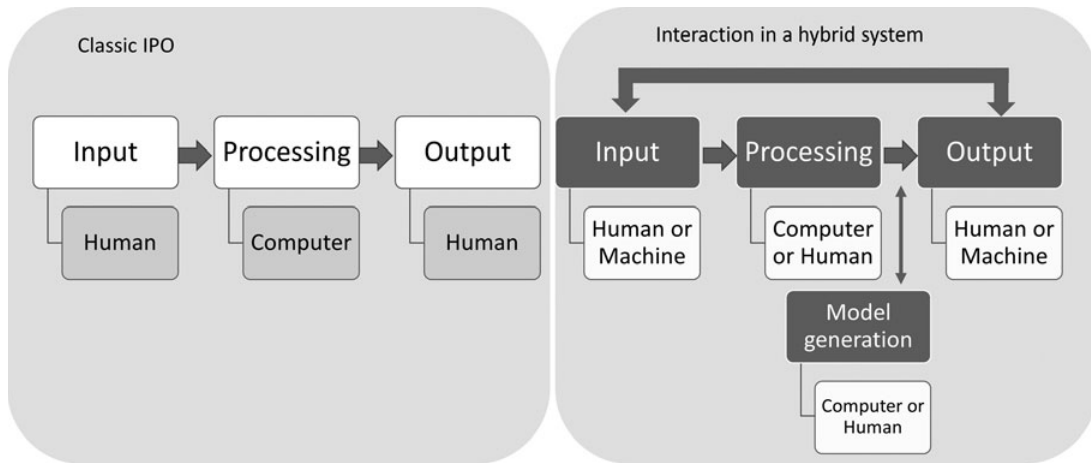 Classic IPO
Input
Processing
Output
Human
Computer
Human
Interaction in a hybrid system
Input
Processing
Output
Human or
Machine
Computer
or Human
Human or
Machine
Model
generation
Computer or
Human